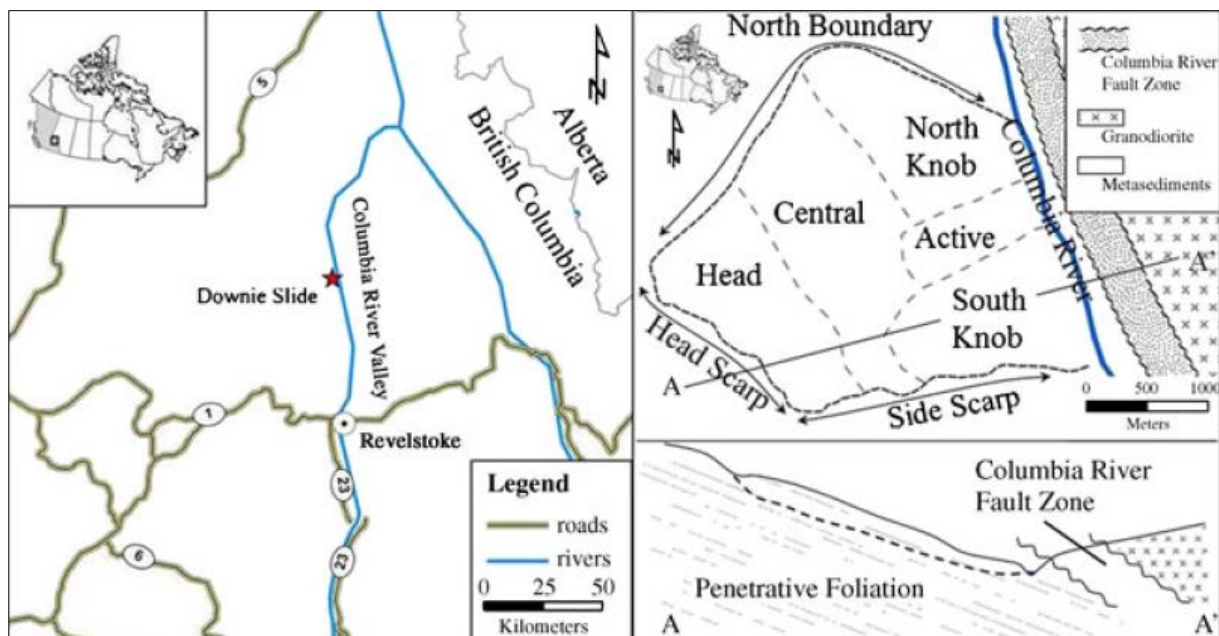 N
5
British Columbia
Alberta
Columbia River Valley
Downie Slide
1
Revelstoke
23
6
23
Legend
roads
rivers
0 25 50
Kilometers
North Boundary
N
North
Knob
Central
Active
Head
South
Knob
Columbia River
Head Scarp
Side Scarp
A
A'
Columbia River
Fault Zone
Granodiorite
Metasediments
0 500 1000
Meters
Columbia River
Fault Zone
Penetrative Foliation
A
A'